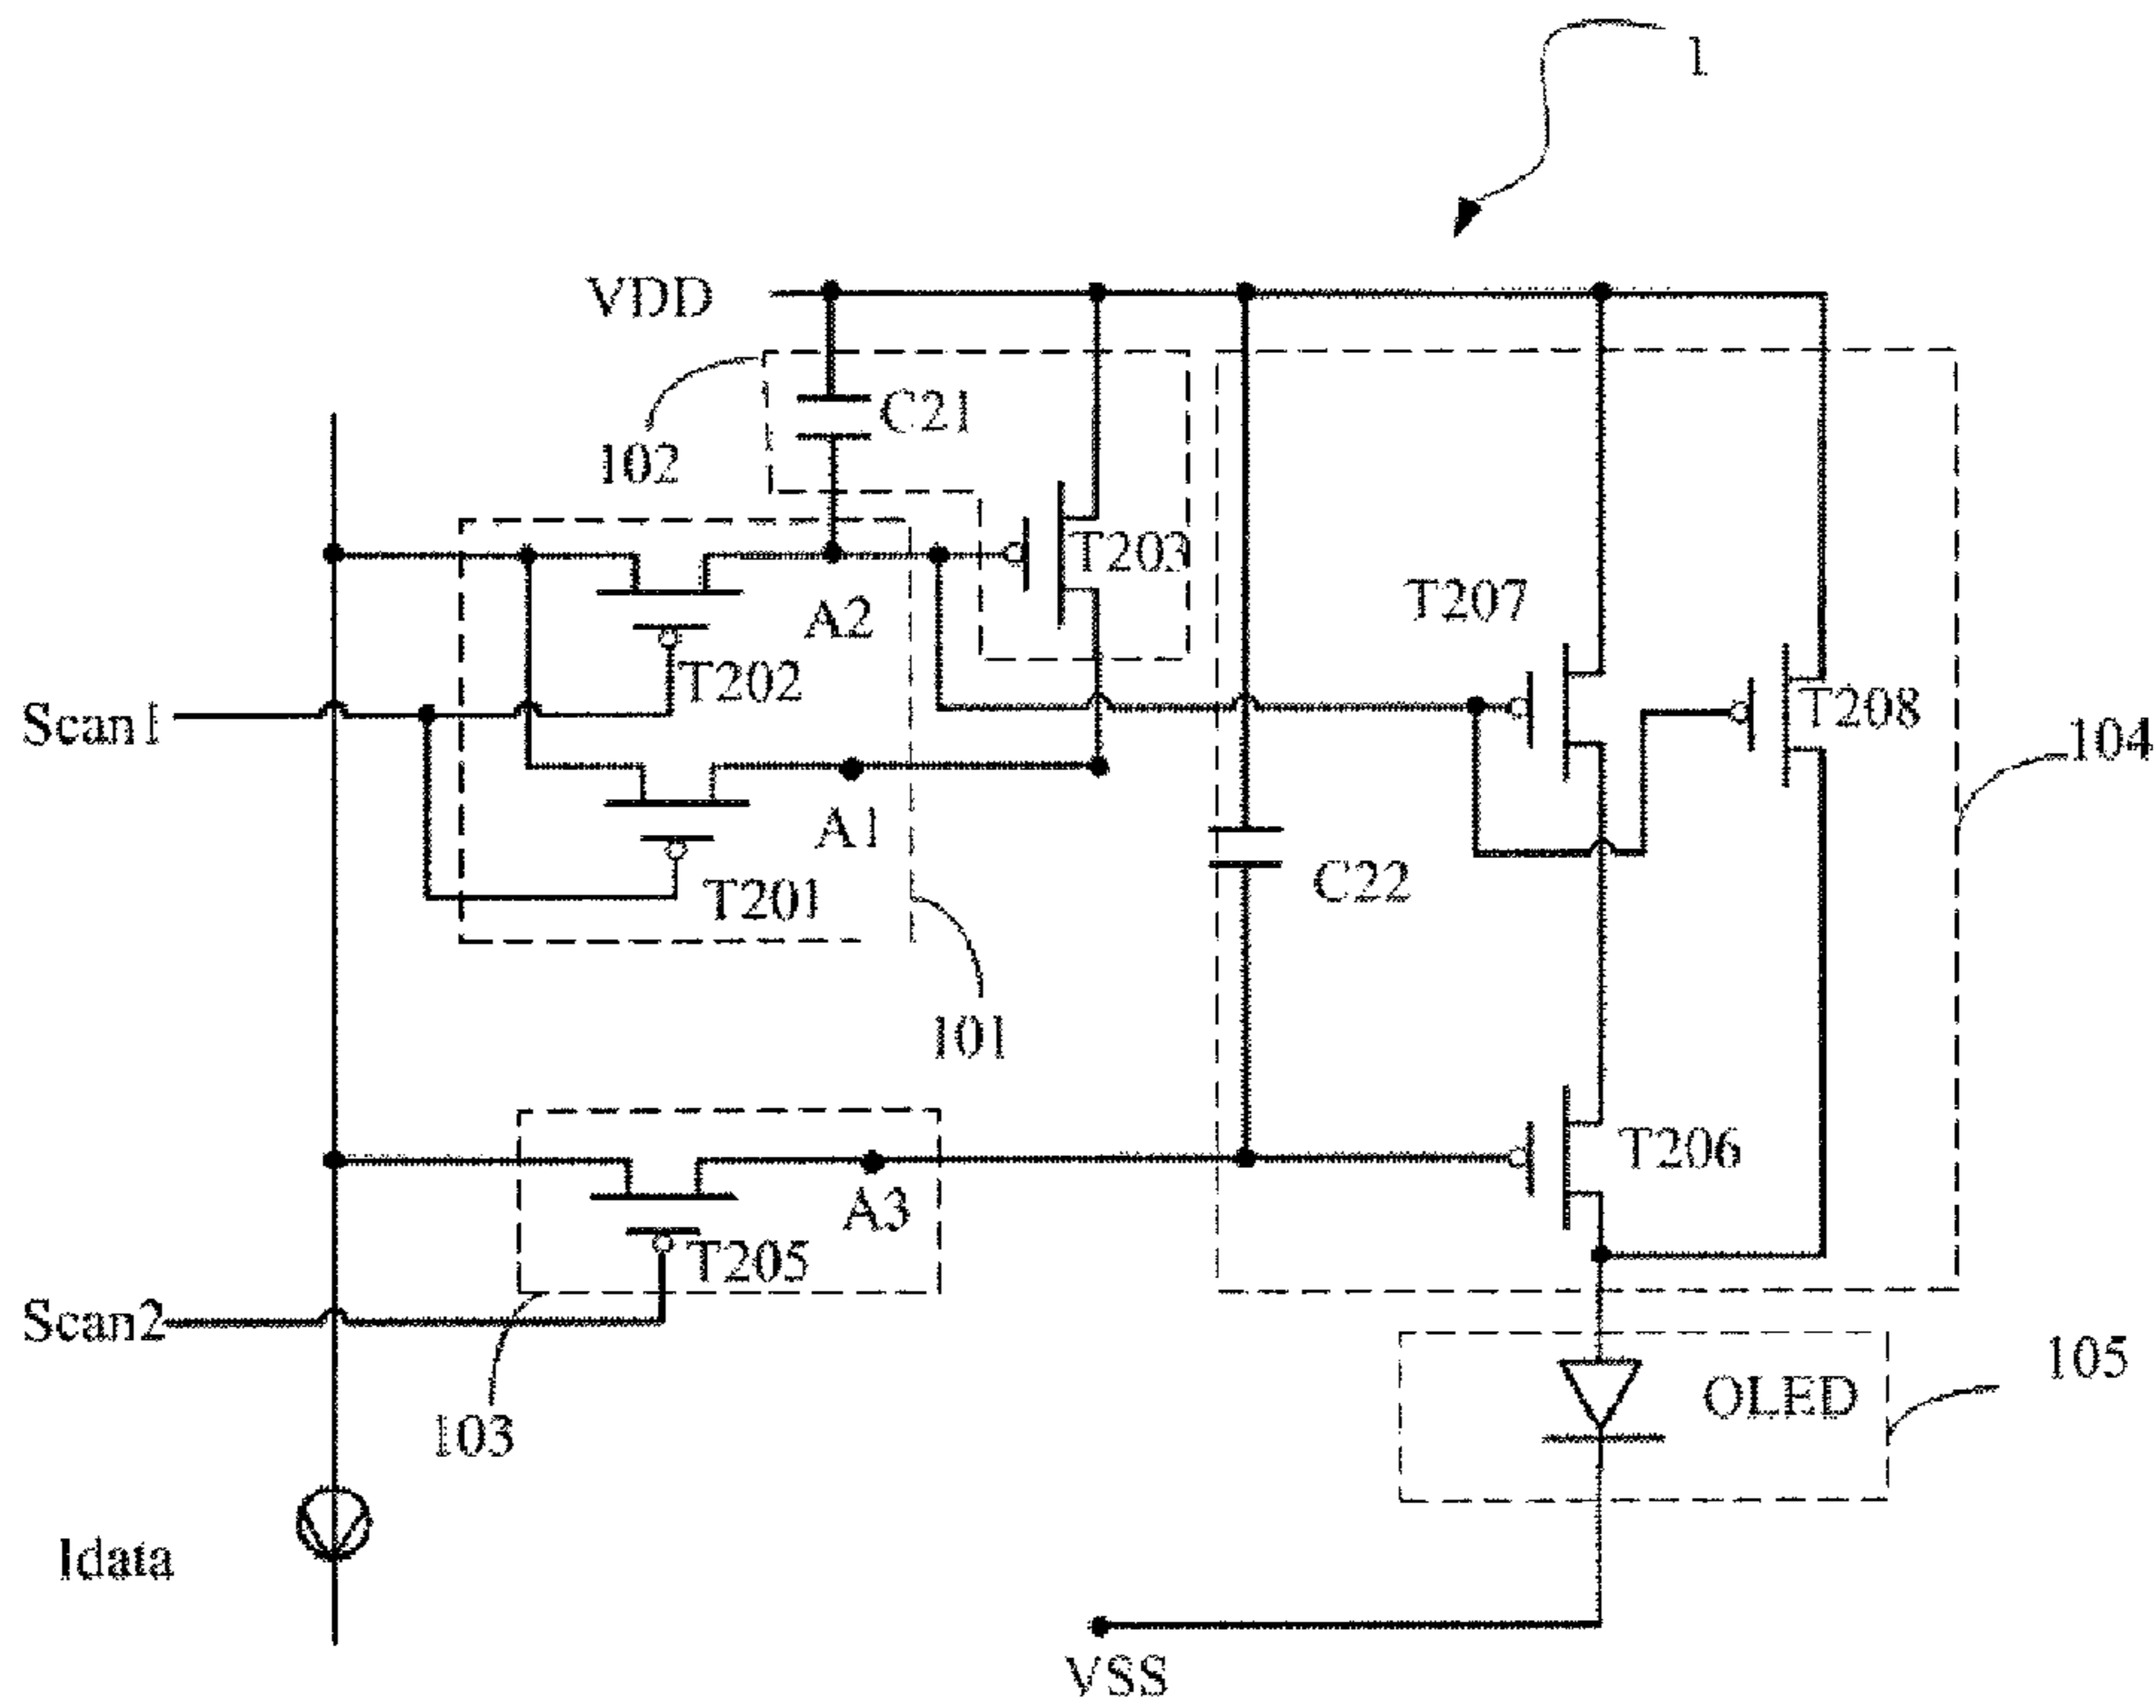 1
VDD
C21
102
T203
A2
T207
T202
T208
Scan1
104
A1
C22
T201
101
T206
A3
T205
Scan2
105
OLED
103
Idata
VSS